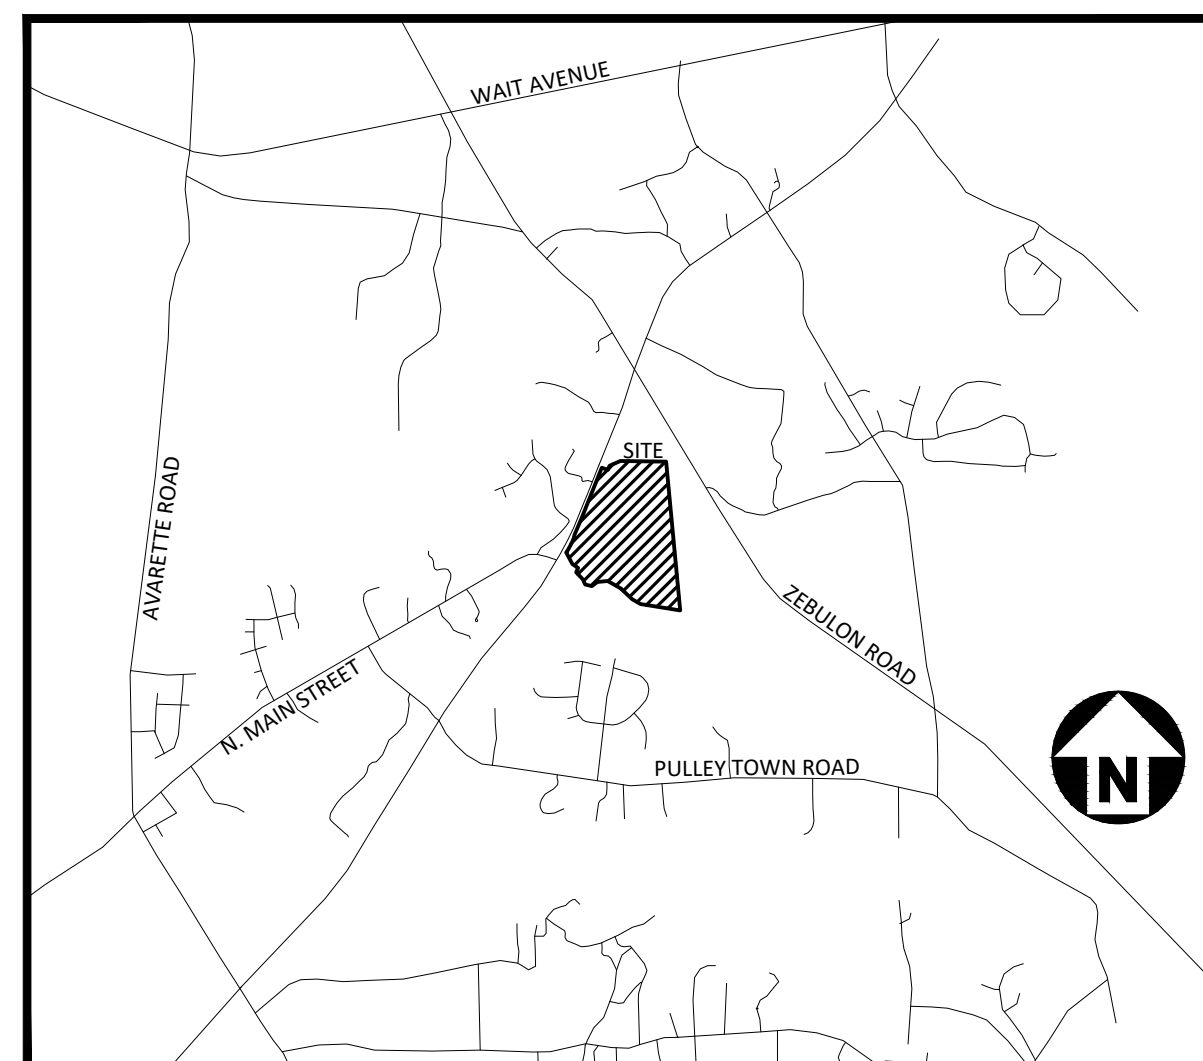 WAIT AVENUE
SITE
AVARETTE ROAD
ZEBULON ROAD
N. MAIN STREET
N
PULLEY TOWN ROAD